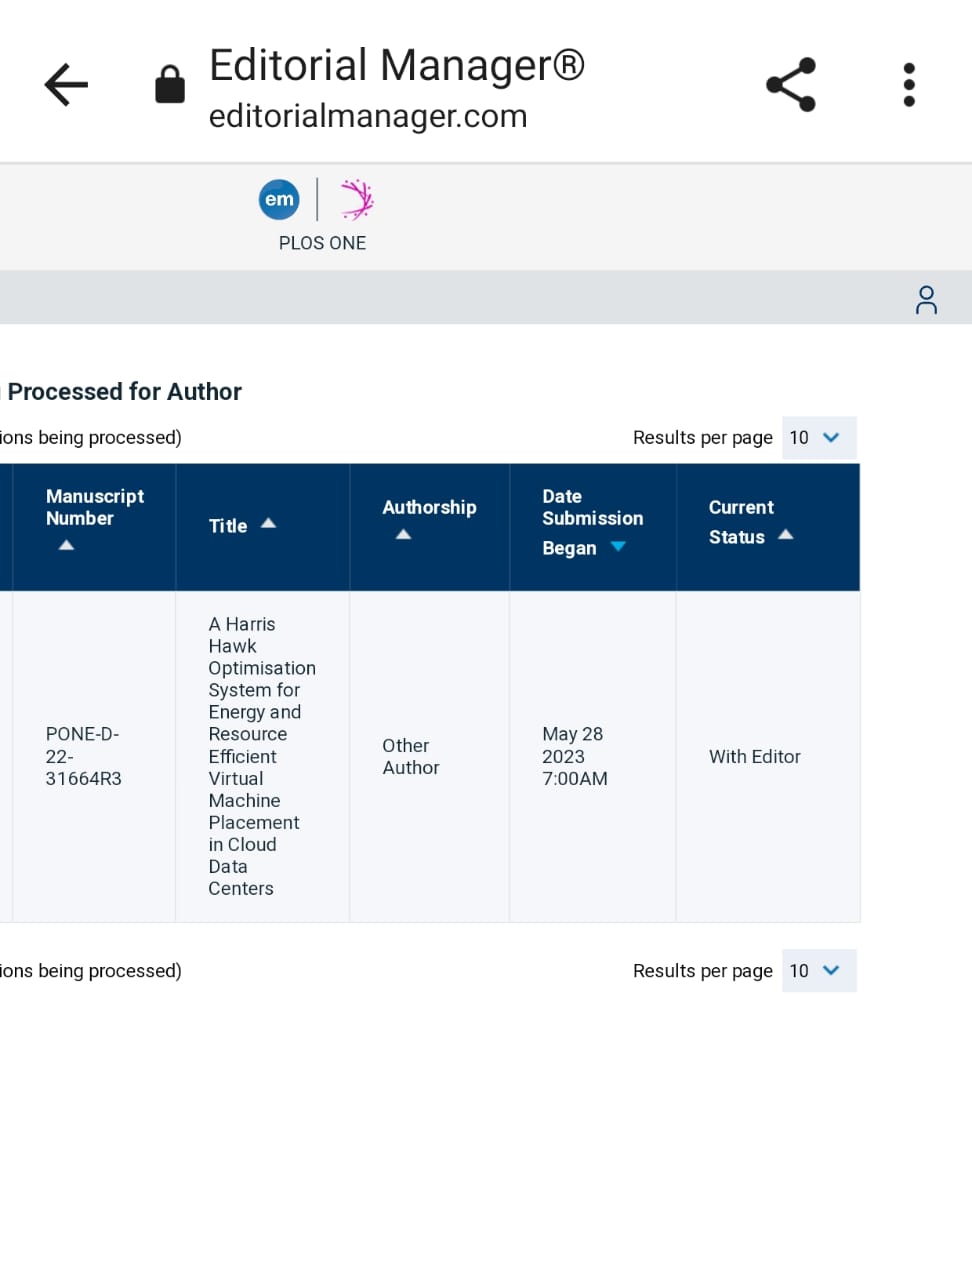 Editorial Manager®
editorialmanager.com
em
PLOS ONE
Processed for Author
ions being processed)
Results per page 10
Manuscript Number
Title
Authorship
Date Submission Began
Current Status
PONE-D-
22-
31664R3
A Harris
Hawk
Optimisation
System for
Energy and
Resource
Efficient
Virtual
Machine
Placement
in Cloud
Data
Centers
Other
Author
May 28
2023
7:00AM
With Editor
ions being processed)
Results per page 10